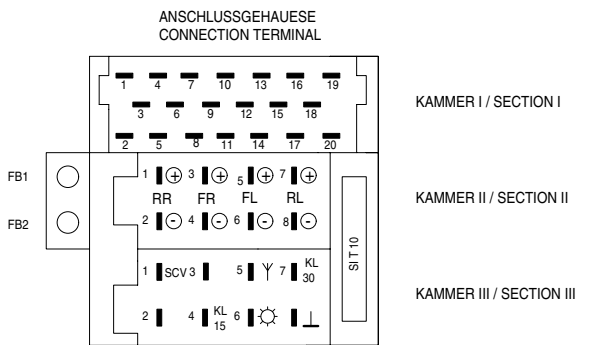 ANSCHLUSSGEHAUESE
CONNECTION TERMINAL
1 4 7 10 13 16 19
3 6 9 12 15 18
2 5 8 11 14 17 20
KAMMER I / SECTION I
FB1
1 + 3 + 5 + 7 +
RR FR FL RL
KAMMER II / SECTION II
FB2
2 - 4 - 6 - 8 -
SI T 10
1 SCV 3 5 7 KL 30
KAMMER III / SECTION III
2 4 KL 15 6